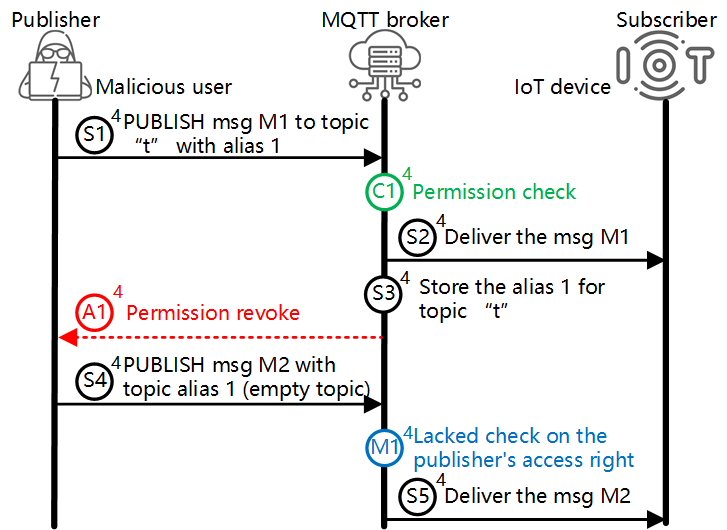 Publisher
MQTT broker
Subscriber
IOT
Malicious user
IoT device
S1 4 PUBLISH msg M1 to topic
“t” with alias 1
C1 4 Permission check
S2 4 Deliver the msg M1
S3 4 Store the alias 1 for
topic “t”
A1 4 Permission revoke
S4 4 PUBLISH msg M2 with
topic alias 1 (empty topic)
M1 4 Lacked check on the
publisher's access right
S5 4 Deliver the msg M2